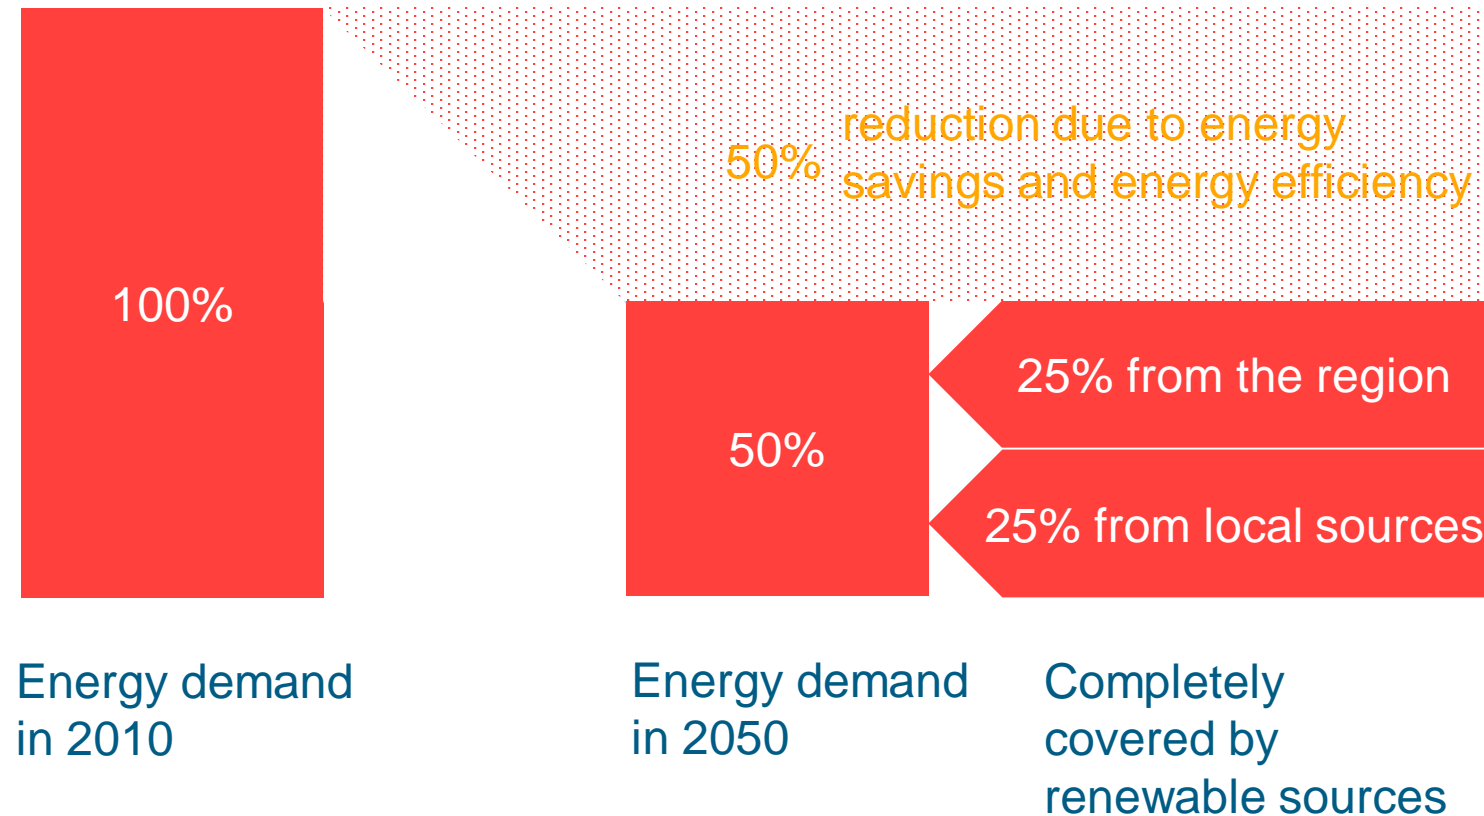 100%
50%
reduction due to energy
savings and energy efficiency
50%
25% from the region
25% from local sources
Energy demand
in 2010
Energy demand
in 2050
Completely
covered by
renewable sources